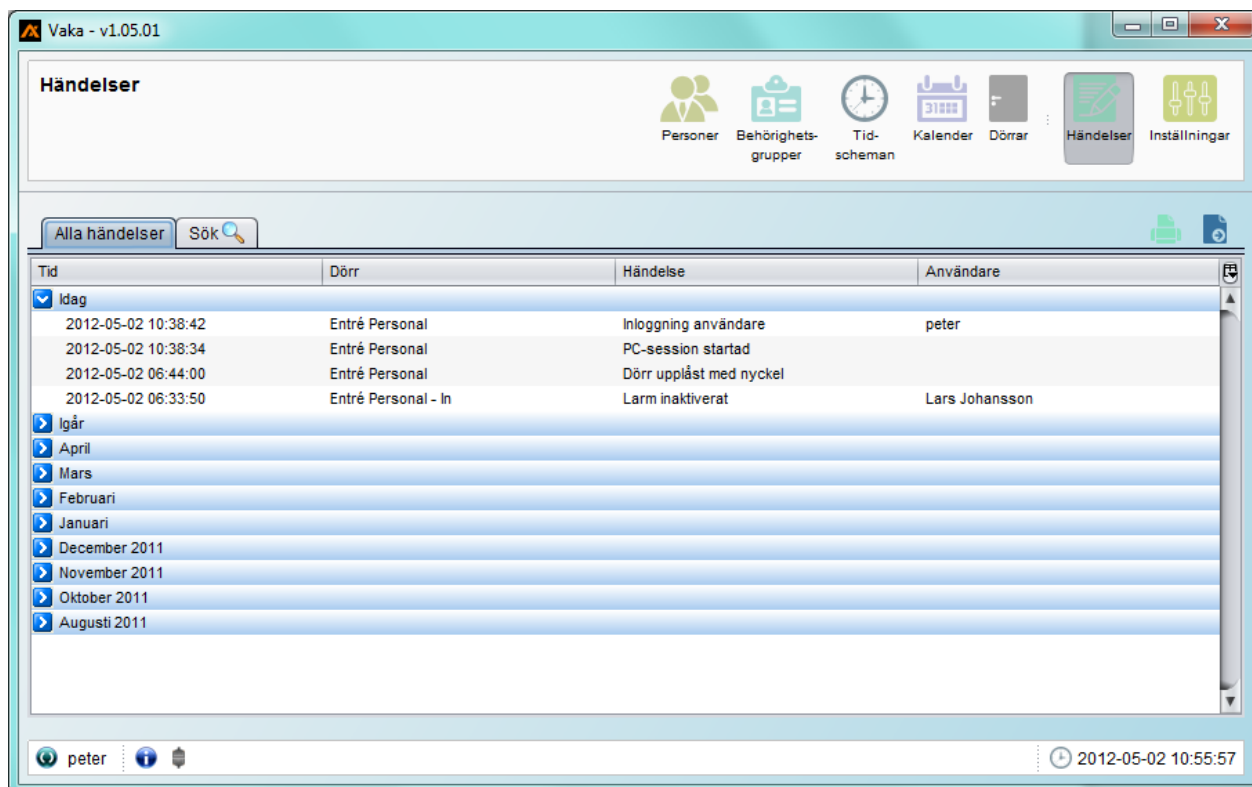 Vaka - v1.05.01
Händelser
Personer
Behörighets-
grupper
Tid-
scheman
31
Kalender
Dörrar
Händelser
Inställningar
Alla händelser
Sök
Tid Dörr Händelse Användare
Idag
2012-05-02 10:38:42 Entré Personal Inloggning användare peter
2012-05-02 10:38:34 Entré Personal PC-session startad
2012-05-02 06:44:00 Entré Personal Dörr upplåst med nyckel
2012-05-02 06:33:50 Entré Personal - In Larm inaktiverat Lars Johansson
Igår
April
Mars
Februari
Januari
December 2011
November 2011
Oktober 2011
Augusti 2011
peter
2012-05-02 10:55:57